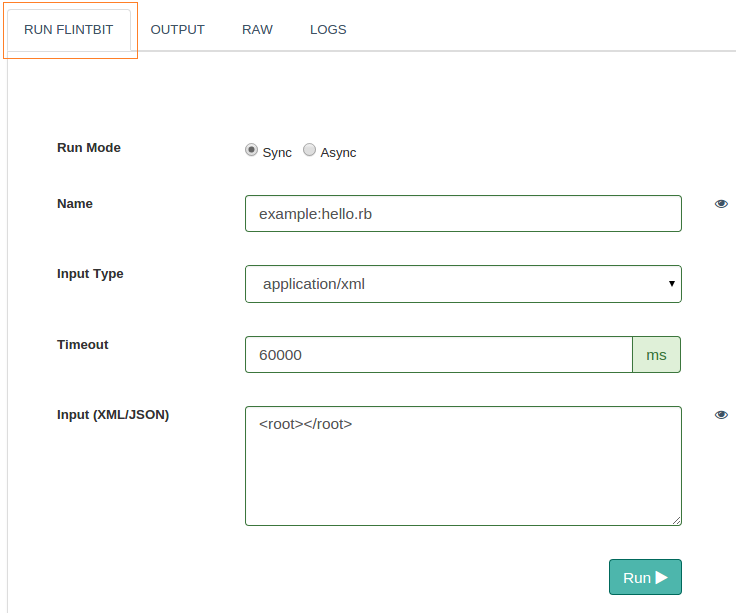 RUN FLINTBIT OUTPUT RAW LOGS
Run Mode Sync Async
Name example:hello.rb
Input Type application/xml
Timeout 60000 ms
Input (XML/JSON) <root></root>
Run